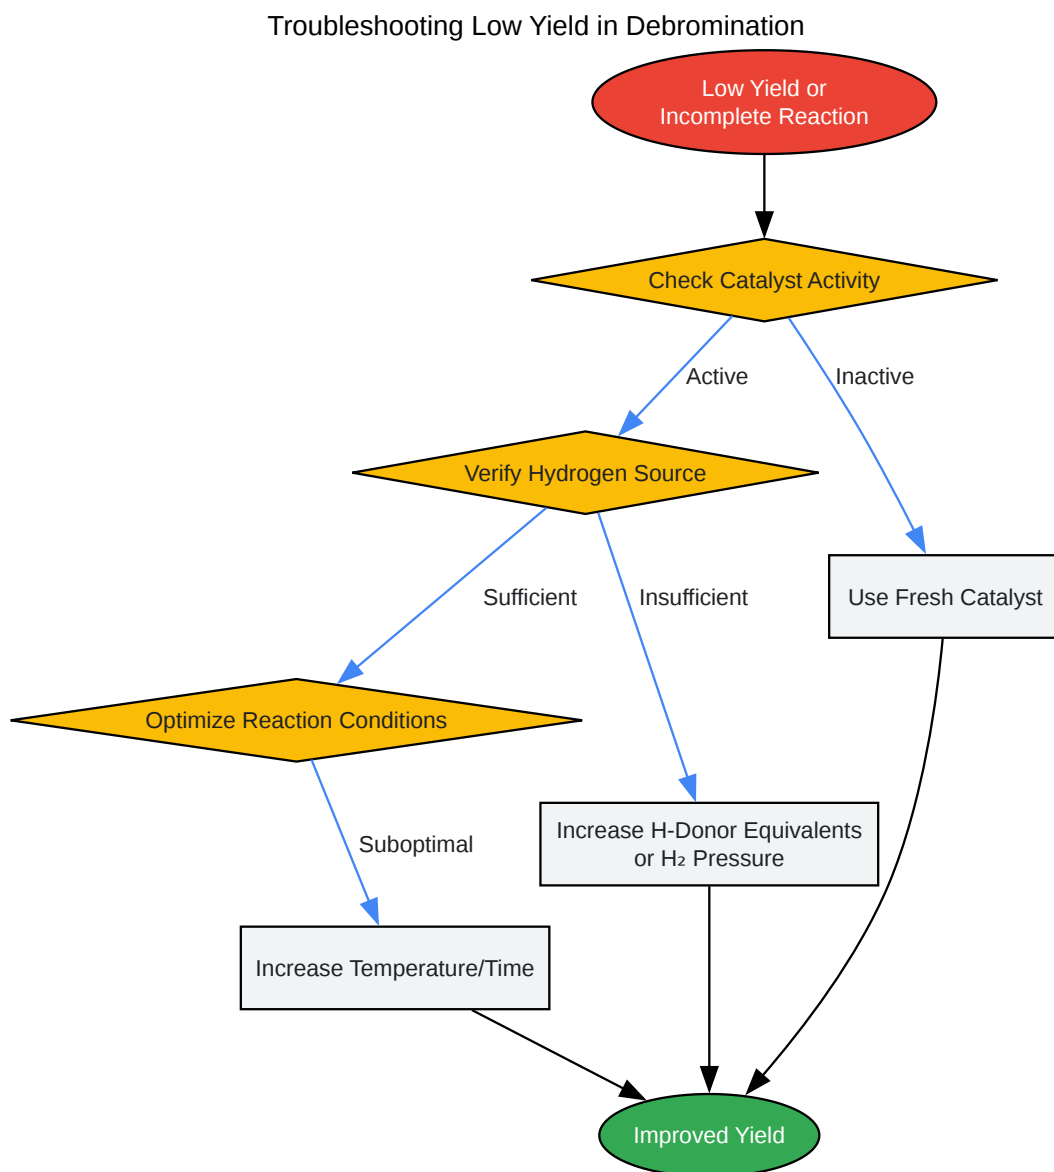 Troubleshooting Low Yield in Debromination
Low Yield or
Incomplete Reaction
Check Catalyst Activity
Active
Inactive
Verify Hydrogen Source
Sufficient
Insufficient
Use Fresh Catalyst
Optimize Reaction Conditions
Suboptimal
Increase H-Donor Equivalents
or H₂ Pressure
Increase Temperature/Time
Improved Yield